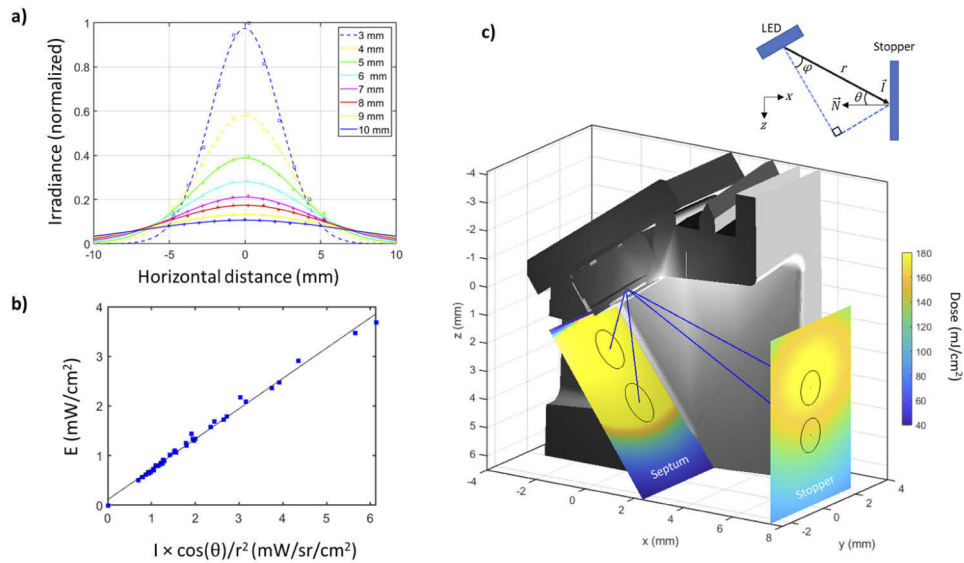 a)
Irradiance (normalized)
1
0.8
0.6
0.4
0.2
0
-10
-5
0
5
10
Horizontal distance (mm)
3 mm
4 mm
5 mm
6 mm
7 mm
8 mm
9 mm
10 mm
b)
E (mW/cm²)
4
3
2
1
0
0
1
2
3
4
5
6
I × cos(θ)/r² (mW/sr/cm²)
c)
LED
Stopper
φ
r
I⃗
N⃗
θ
x
z
-4
-3
-2
-1
0
1
2
3
4
5
6
z (mm)
-4
-2
0
2
4
6
8
x (mm)
-2
0
2
4
y (mm)
Septum
Stopper
180
160
140
120
100
80
60
40
Dose (mJ/cm²)